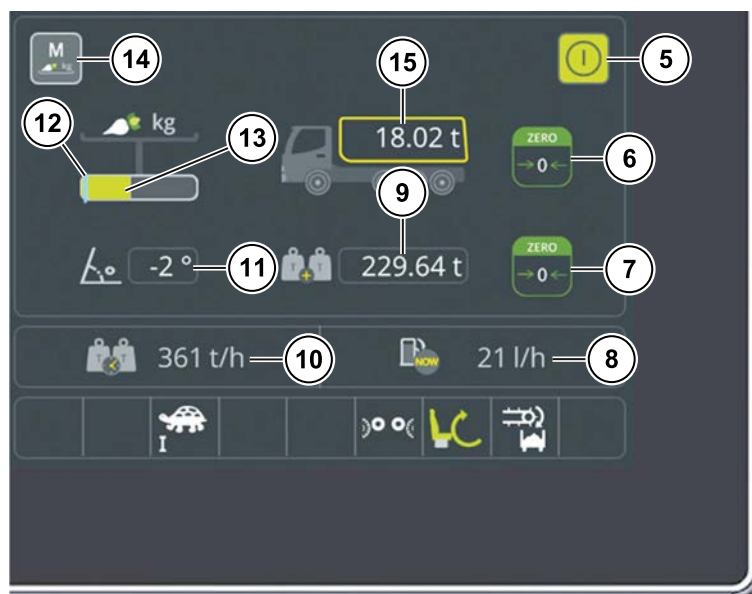 M
kg
14
15
5
12
kg
13
18.02 t
ZERO
→0←
6
9
-2 °
11
T T
229.64 t
ZERO
→0←
7
T T
361 t/h
10
NOW
21 l/h
8
I